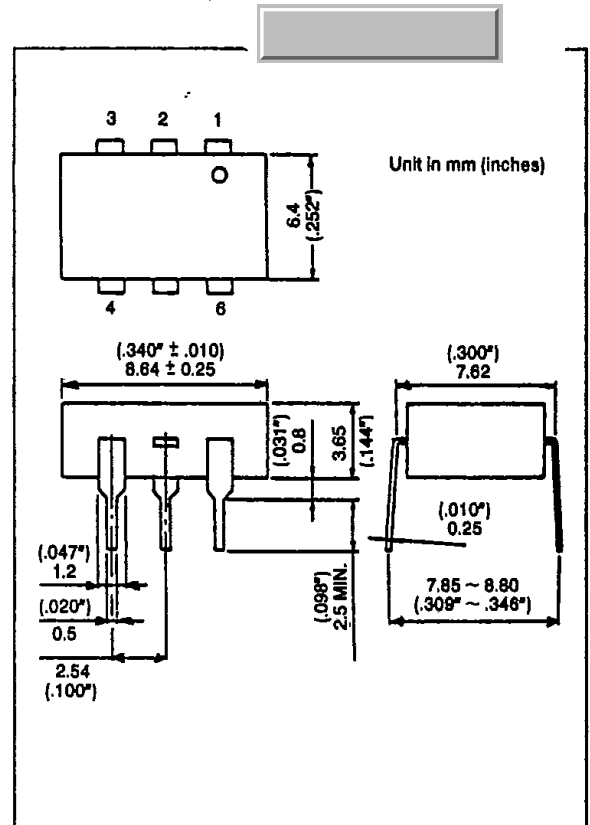 3 2 1
Unit in mm (inches)
6.4
(.252")
4 6
(.340" ± .010)
8.64 ± 0.25
(.300")
7.62
(.031")
0.8
3.65
(.144")
(.010")
0.25
(.047")
1.2
(.020")
0.5
2.54
(.100")
(.098")
2.5 MIN.
7.85 ~ 8.80
(.309" ~ .346")